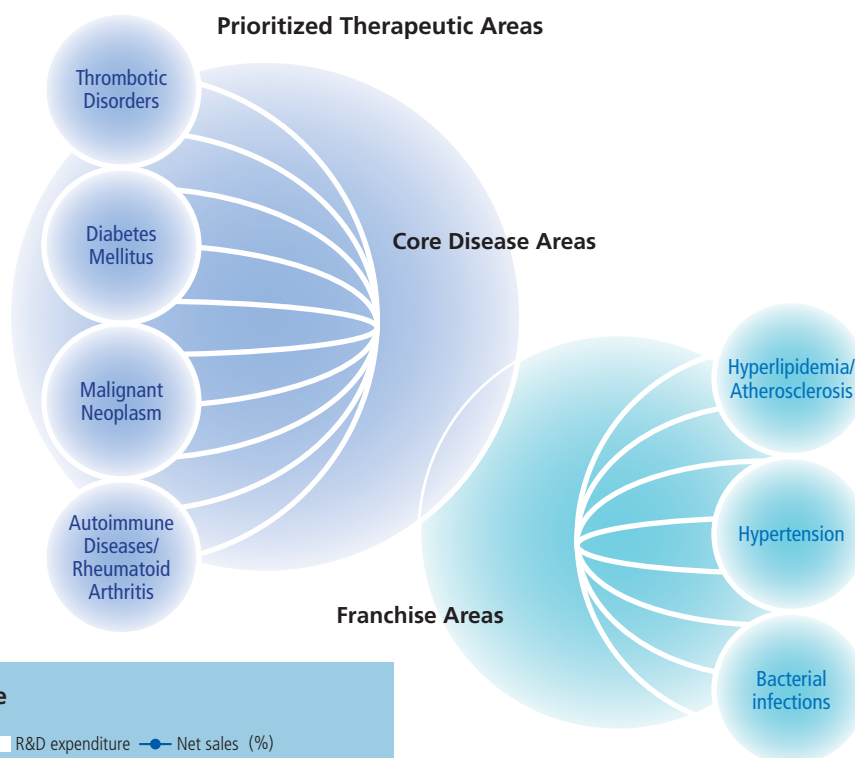 Prioritized Therapeutic Areas
Thrombotic
Disorders
Diabetes
Mellitus
Core Disease Areas
Malignant
Neoplasm
Autoimmune
Diseases/
Rheumatoid
Arthritis
Hyperlipidemia/
Atherosclerosis
Hypertension
Franchise Areas
Bacterial
infections
R&D expenditure Net sales (%)